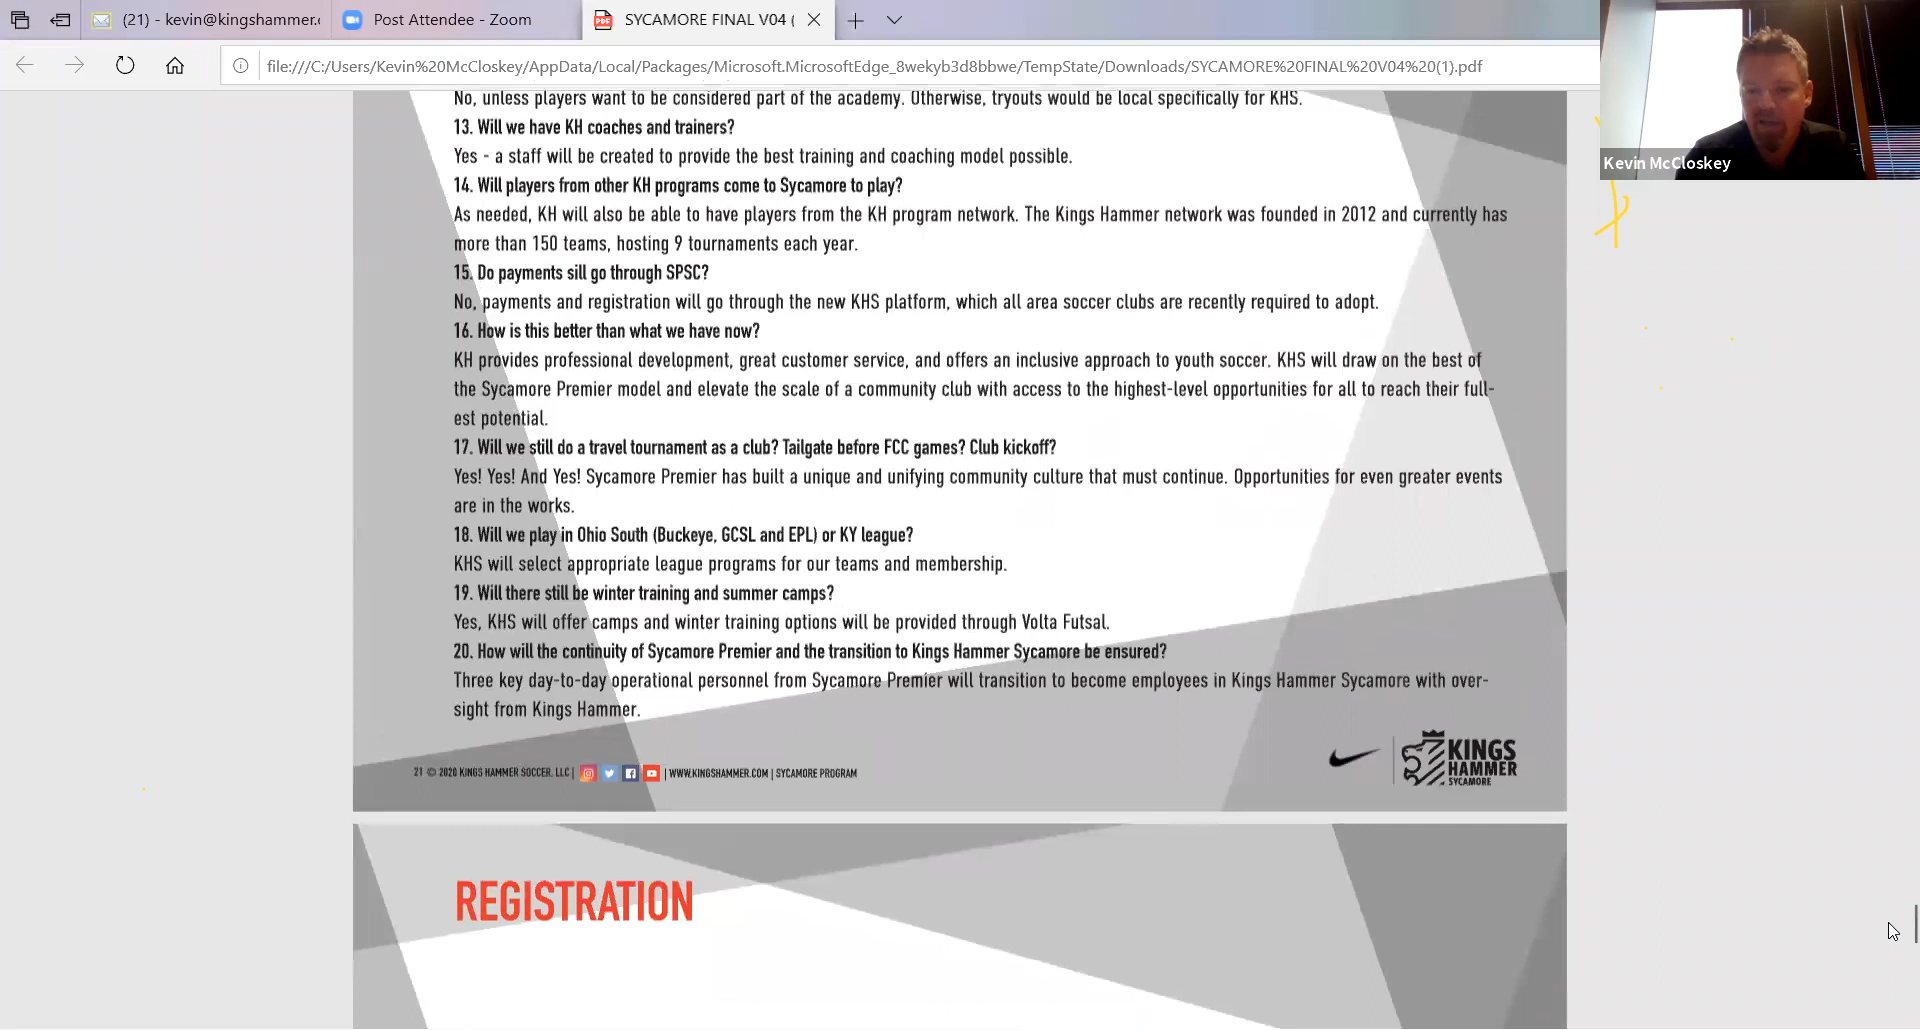 (21) - kevin@kingshammer.c
Post Attendee - Zoom
SYCAMORE FINAL V04 (
file:///C:/Users/Kevin%20McCloskey/AppData/Local/Packages/Microsoft.MicrosoftEdge_8wekyb3d8bbwe/TempState/Downloads/SYCAMORE%20FINAL%20V04%20(1).pdf
Kevin McCloskey
No, unless players want to be considered part of the academy. Otherwise, tryouts would be local specifically for KHS.
13. Will we have KH coaches and trainers?
Yes - a staff will be created to provide the best training and coaching model possible.
14. Will players from other KH programs come to Sycamore to play?
As needed, KH will also be able to have players from the KH program network. The Kings Hammer network was founded in 2012 and currently has
more than 150 teams, hosting 9 tournaments each year.
15. Do payments sill go through SPSC?
No, payments and registration will go through the new KHS platform, which all area soccer clubs are recently required to adopt.
16. How is this better than what we have now?
KH provides professional development, great customer service, and offers an inclusive approach to youth soccer. KHS will draw on the best of
the Sycamore Premier model and elevate the scale of a community club with access to the highest-level opportunities for all to reach their full-
est potential.
17. Will we still do a travel tournament as a club? Tailgate before FCC games? Club kickoff?
Yes! Yes! And Yes! Sycamore Premier has built a unique and unifying community culture that must continue. Opportunities for even greater events
are in the works.
18. Will we play in Ohio South (Buckeye, GCSL and EPL) or KY league?
KHS will select appropriate league programs for our teams and membership.
19. Will there still be winter training and summer camps?
Yes, KHS will offer camps and winter training options will be provided through Volta Futsal.
20. How will the continuity of Sycamore Premier and the transition to Kings Hammer Sycamore be ensured?
Three key day-to-day operational personnel from Sycamore Premier will transition to become employees in Kings Hammer Sycamore with over-
sight from Kings Hammer.
21 © 2020 KINGS HAMMER SOCCER, LLC | | WWW.KINGSHAMMER.COM | SYCAMORE PROGRAM
KINGS
HAMMER
SYCAMORE
REGISTRATION